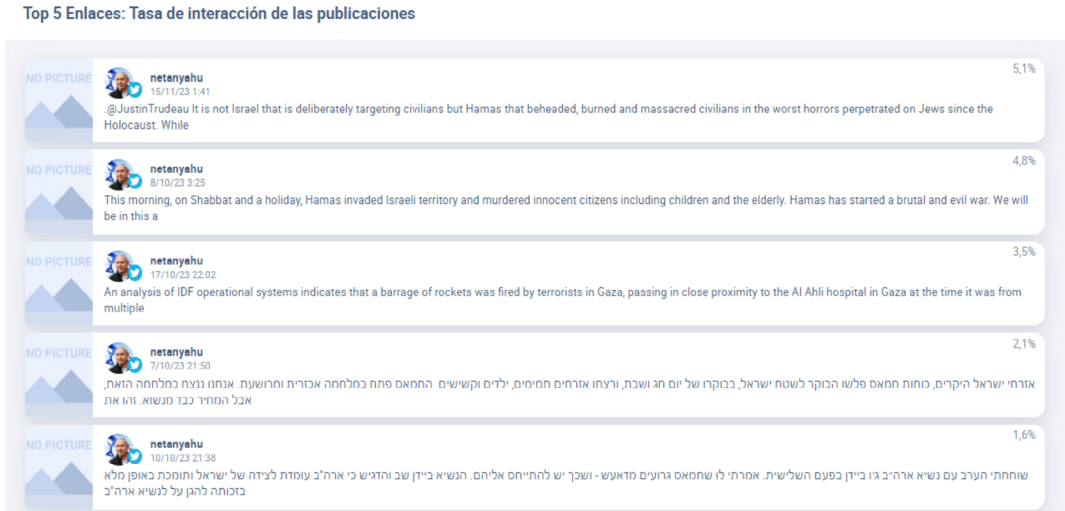 Top 5 Enlaces: Tasa de interacción de las publicaciones
NO PICTURE
netanyahu
5,1%
15/11/23 1:41
.@JustinTrudeau It is not Israel that is deliberately targeting civilians but Hamas that beheaded, burned and massacred civilians in the worst horrors perpetrated on Jews since the
Holocaust. While
NO PICTURE
netanyahu
4,8%
8/10/23 3:25
This morning, on Shabbat and a holiday, Hamas invaded Israeli territory and murdered innocent citizens including children and the elderly. Hamas has started a brutal and evil war. We will
be in this a
NO PICTURE
netanyahu
3,5%
17/10/23 22:02
An analysis of IDF operational systems indicates that a barrage of rockets was fired by terrorists in Gaza, passing in close proximity to the Al Ahli hospital in Gaza at the time it was from
multiple
NO PICTURE
netanyahu
2,1%
7/10/23 21:50
אזרחי ישראל היקרים, כוחות חמאס פלשו הבוקר לשטח ישראל, בבוקרו של יום חג ושבת, ורצחו אזרחים תמימים, ילדים וקשישים. החמאס פתח במלחמה אכזרית ומרושעת. אנחנו ננצח במלחמה הזאת,
אבל המחיר כבד מנשוא. זהו את
NO PICTURE
netanyahu
1,6%
10/10/23 21:38
שוחחתי הערב עם נשיא ארה״ב ג׳ו ביידן בפעם השלישית. אמרתי לו שחמאס גרועים מדאעש - ושכך יש להתייחס אליהם. הנשיא ביידן שב והדגיש כי ארה"ב עומדת לצידה של ישראל ותומכת באופן מלא
בזכותה להגן על לנשיא ארה"ב